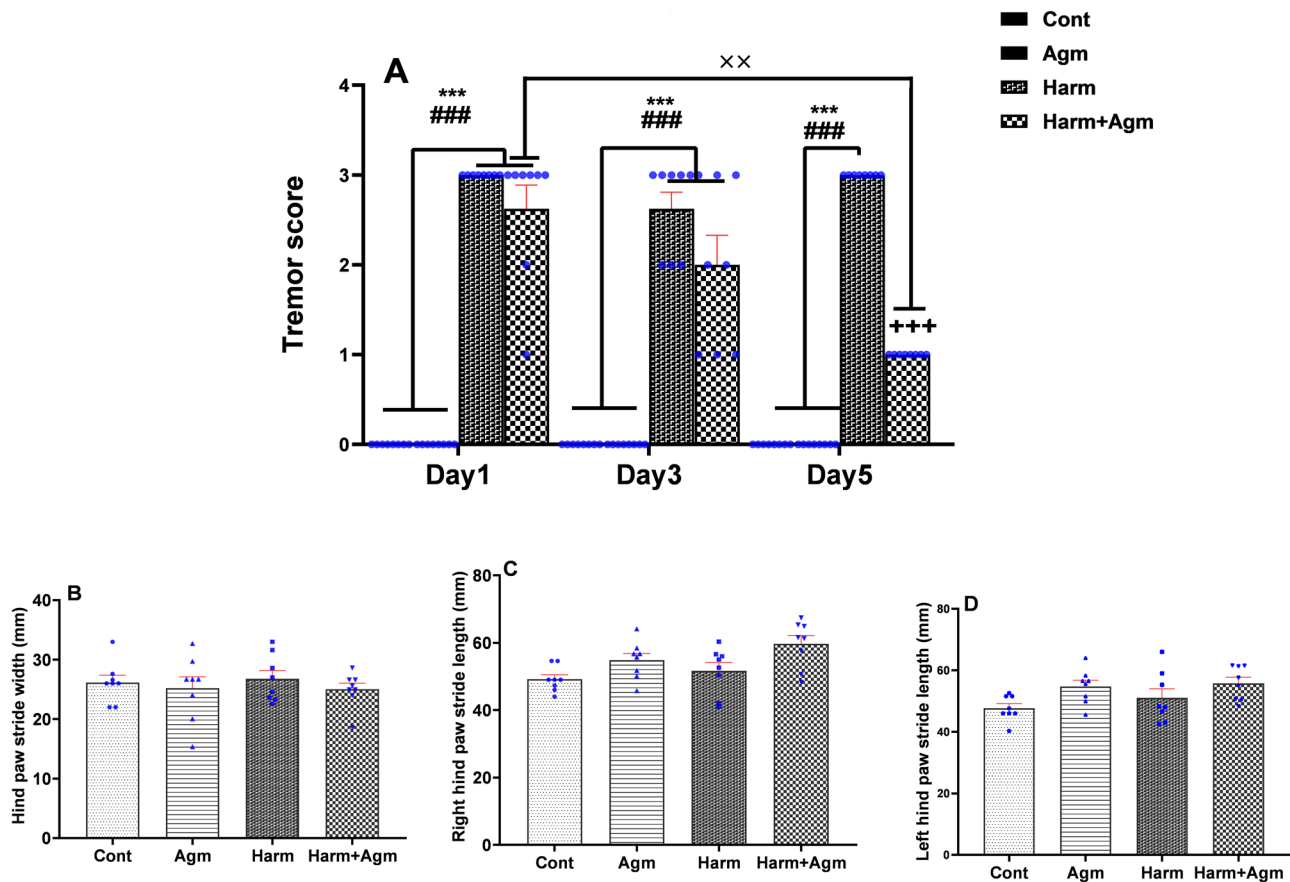 Cont
Agm
Harm
Harm+Agm
A
××
***
###
***
###
***
###
+++
Tremor score
4
3
2
1
0
Day1 Day3 Day5
B
Hind paw stride width (mm)
40
30
20
10
0
Cont Agm Harm Harm+Agm
C
Right hind paw stride length (mm)
80
60
40
20
0
Cont Agm Harm Harm+Agm
D
Left hind paw stride length (mm)
80
60
40
20
0
Cont Agm Harm Harm+Agm